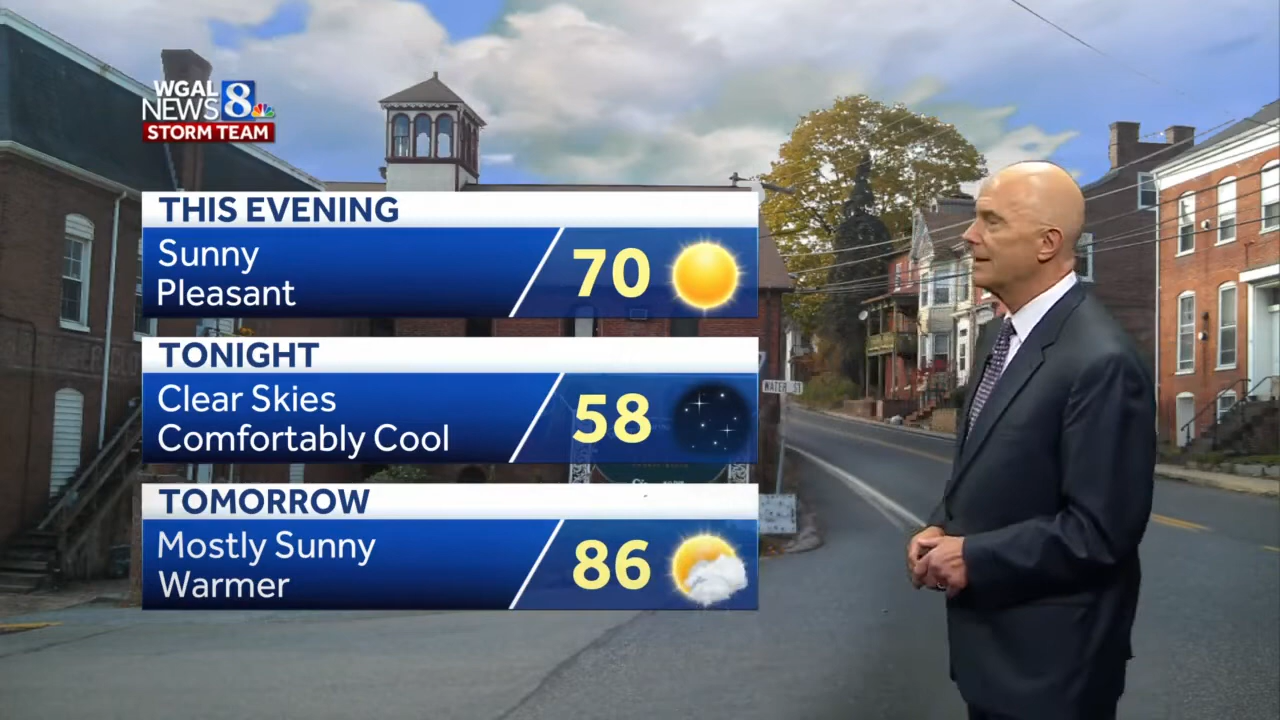 WGAL
NEWS 8
STORM TEAM
THIS EVENING
Sunny
Pleasant
70
TONIGHT
Clear Skies
Comfortably Cool
58
TOMORROW
Mostly Sunny
Warmer
86
WATER ST